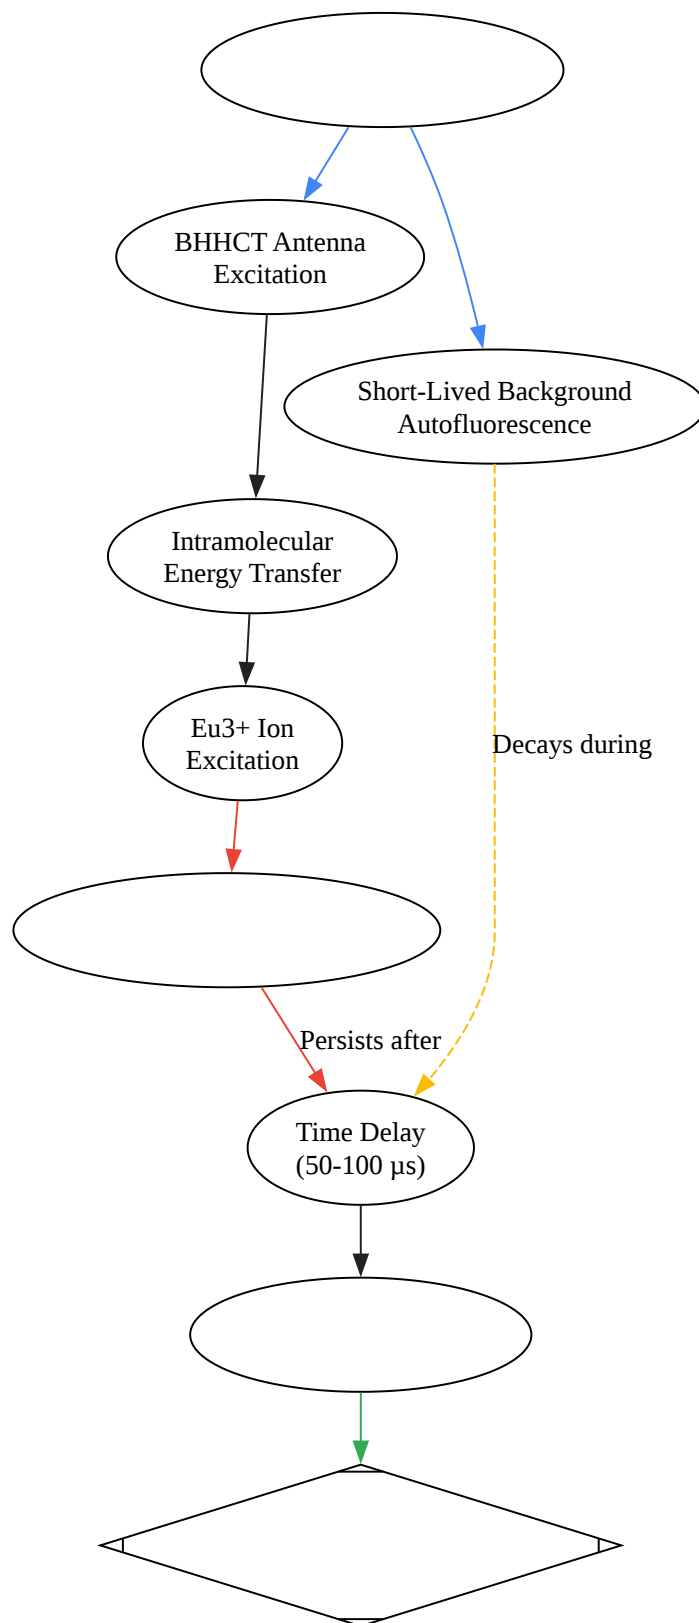 BHHCT Antenna
Excitation
Short-Lived Background
Autofluorescence
Intramolecular
Energy Transfer
Eu3+ Ion
Excitation
Decays during
Persists after
Time Delay
(50-100 µs)